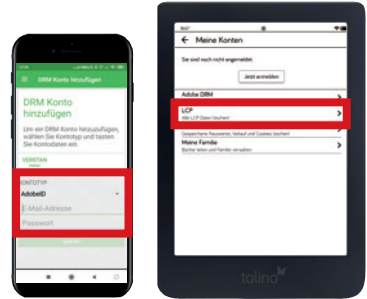 DRM Konto hinzufügen
DRM Konto
hinzufügen
Um ein DRM Konto hinzuzufügen,
wählen Sie Kontotyp und tasten
Sie Kontodaten ein.
KONTOTYP
AdobeID
E-Mail-Adresse
Passwort
Meine Konten
Sie sind noch nicht angemeldet.
Jetzt anmelden
Adobe DRM
LCP
Alle LCP Daten löschen!
Gespeicherte Passwörter, Verlauf und Cookies löschen!
Meine Familie
Bücher teilen und Familie verwalten
tolino